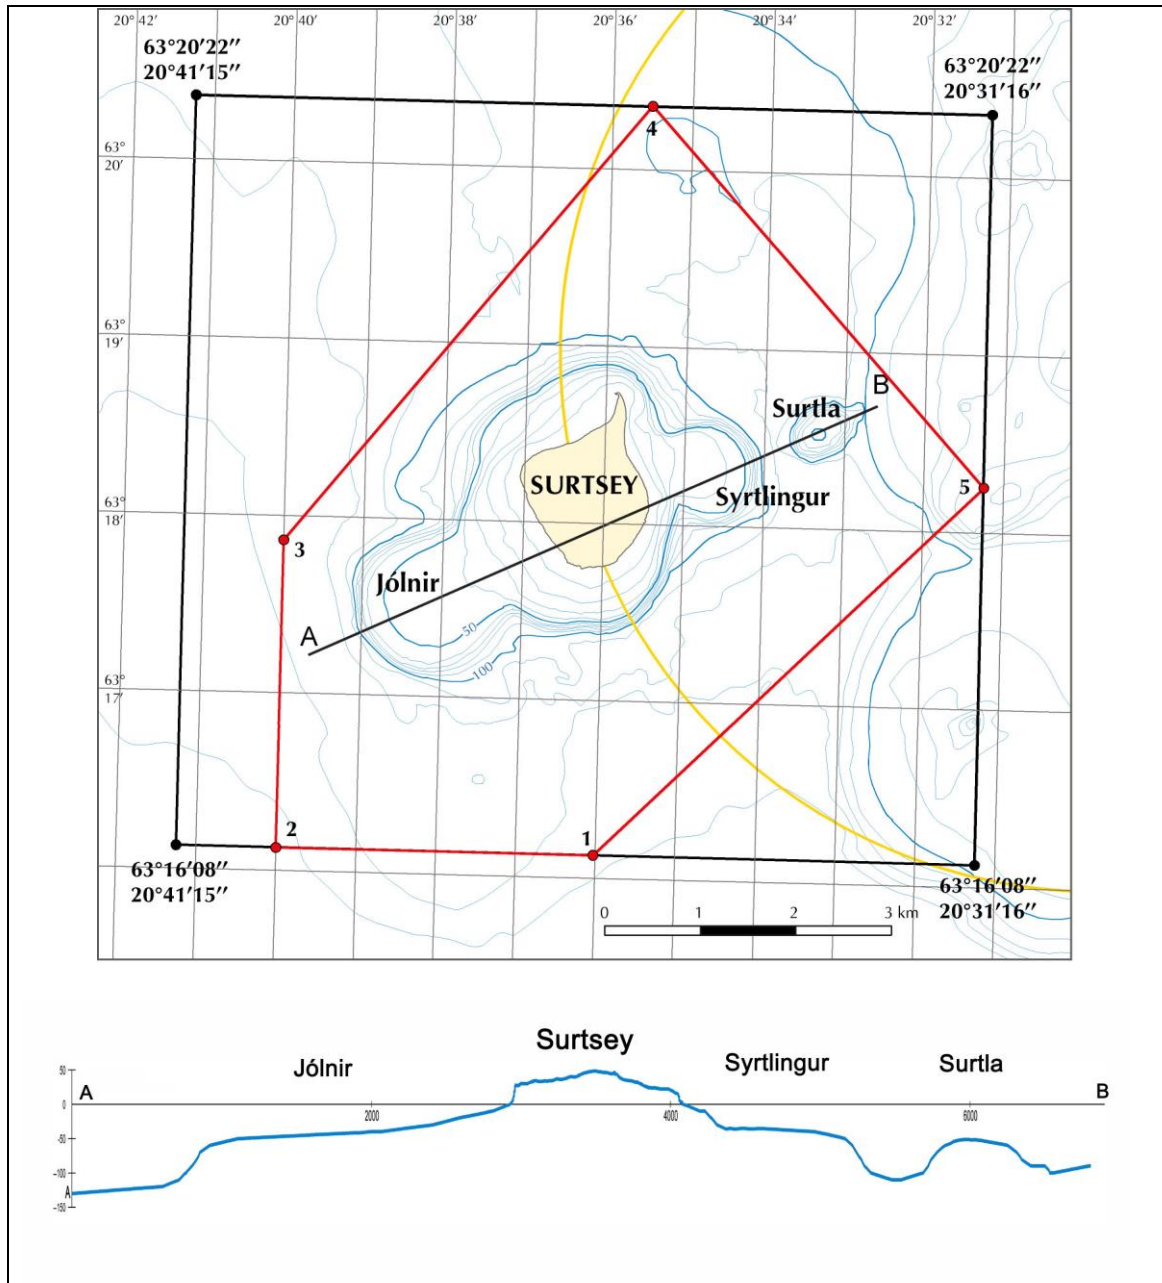 20°42′ 20°40′ 20°38′ 20°36′ 20°34′ 20°32′
63°20′22″
20°41′15″
63°20′22″
20°31′16″
4
63°
20′
63°
19′
B
Surtla
SURTSEY
5
Syrtlingur
63°
18′
3
Jólnir
A
50
100
63°
17′
2
1
63°16′08″
20°41′15″
63°16′08″
20°31′16″
0 1 2 3 km
Surtsey
Jólnir
Syrtlingur
Surtla
50
A
B
0
2000
4000
6000
-50
-100
A
-150